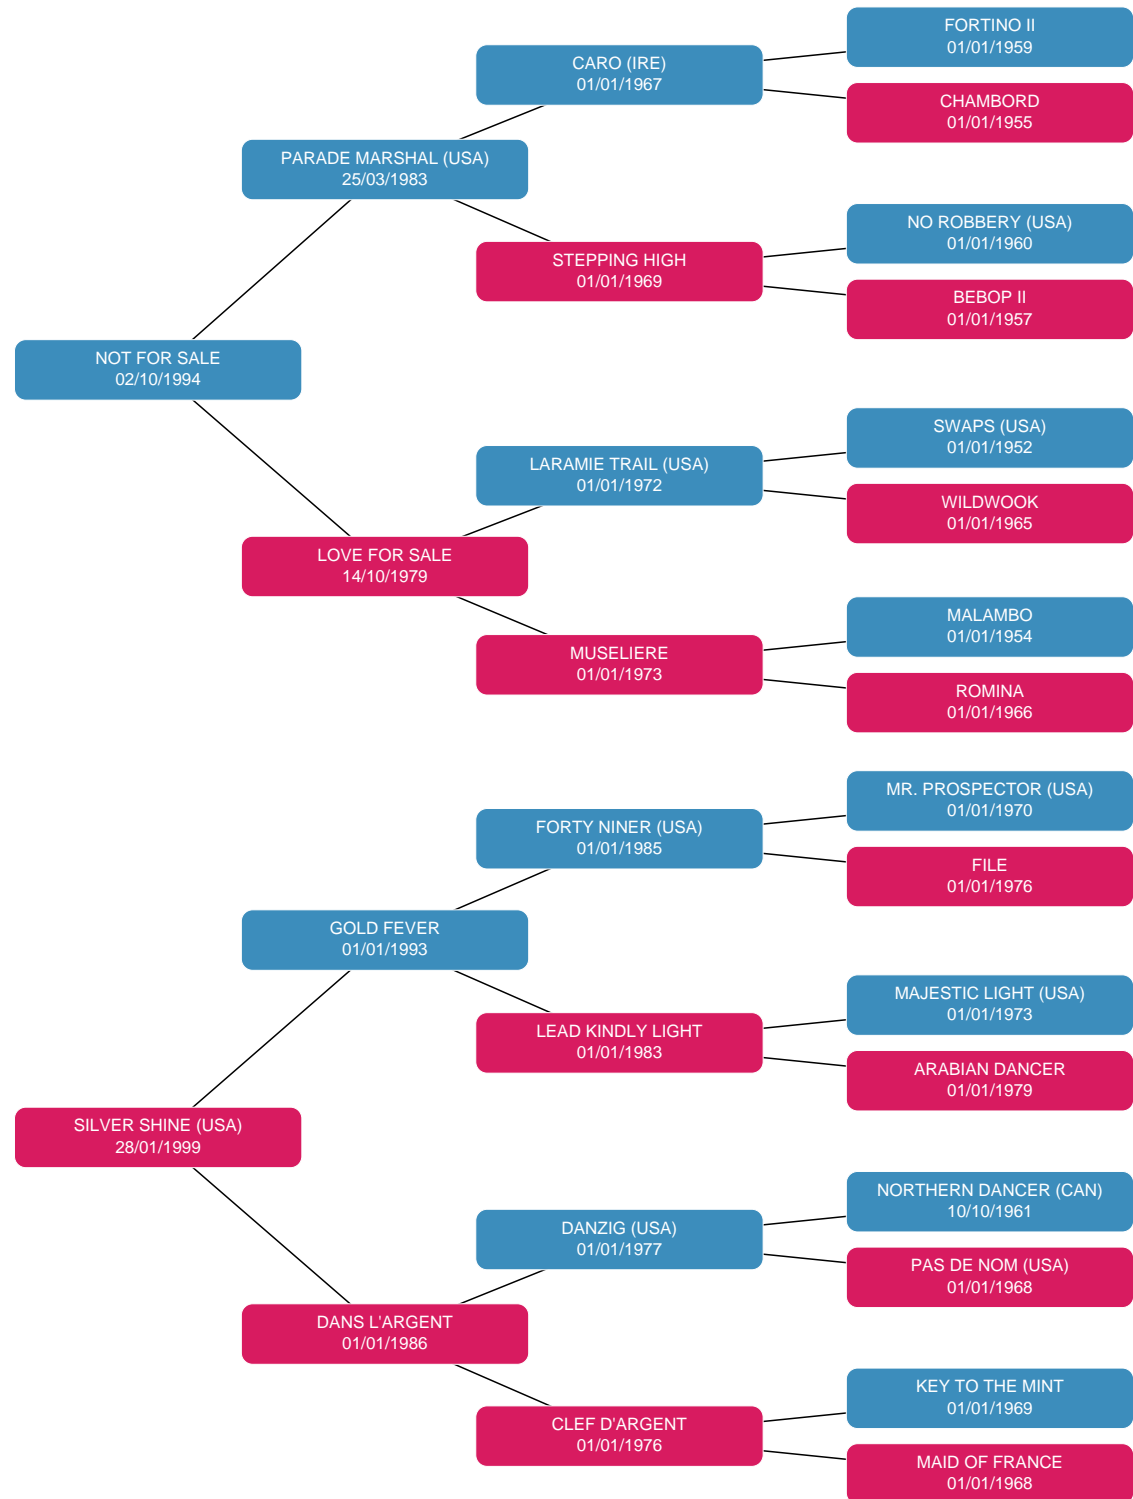 FORTINO II
01/01/1959
CARO (IRE)
01/01/1967
CHAMBORD
01/01/1955
PARADE MARSHAL (USA)
25/03/1983
NO ROBBERY (USA)
01/01/1960
STEPPING HIGH
01/01/1969
BEBOP II
01/01/1957
NOT FOR SALE
02/10/1994
SWAPS (USA)
01/01/1952
LARAMIE TRAIL (USA)
01/01/1972
WILDWOOK
01/01/1965
LOVE FOR SALE
14/10/1979
MALAMBO
01/01/1954
MUSELIERE
01/01/1973
ROMINA
01/01/1966
MR. PROSPECTOR (USA)
01/01/1970
FORTY NINER (USA)
01/01/1985
FILE
01/01/1976
GOLD FEVER
01/01/1993
MAJESTIC LIGHT (USA)
01/01/1973
LEAD KINDLY LIGHT
01/01/1983
ARABIAN DANCER
01/01/1979
SILVER SHINE (USA)
28/01/1999
NORTHERN DANCER (CAN)
10/10/1961
DANZIG (USA)
01/01/1977
PAS DE NOM (USA)
01/01/1968
DANS L'ARGENT
01/01/1986
KEY TO THE MINT
01/01/1969
CLEF D'ARGENT
01/01/1976
MAID OF FRANCE
01/01/1968